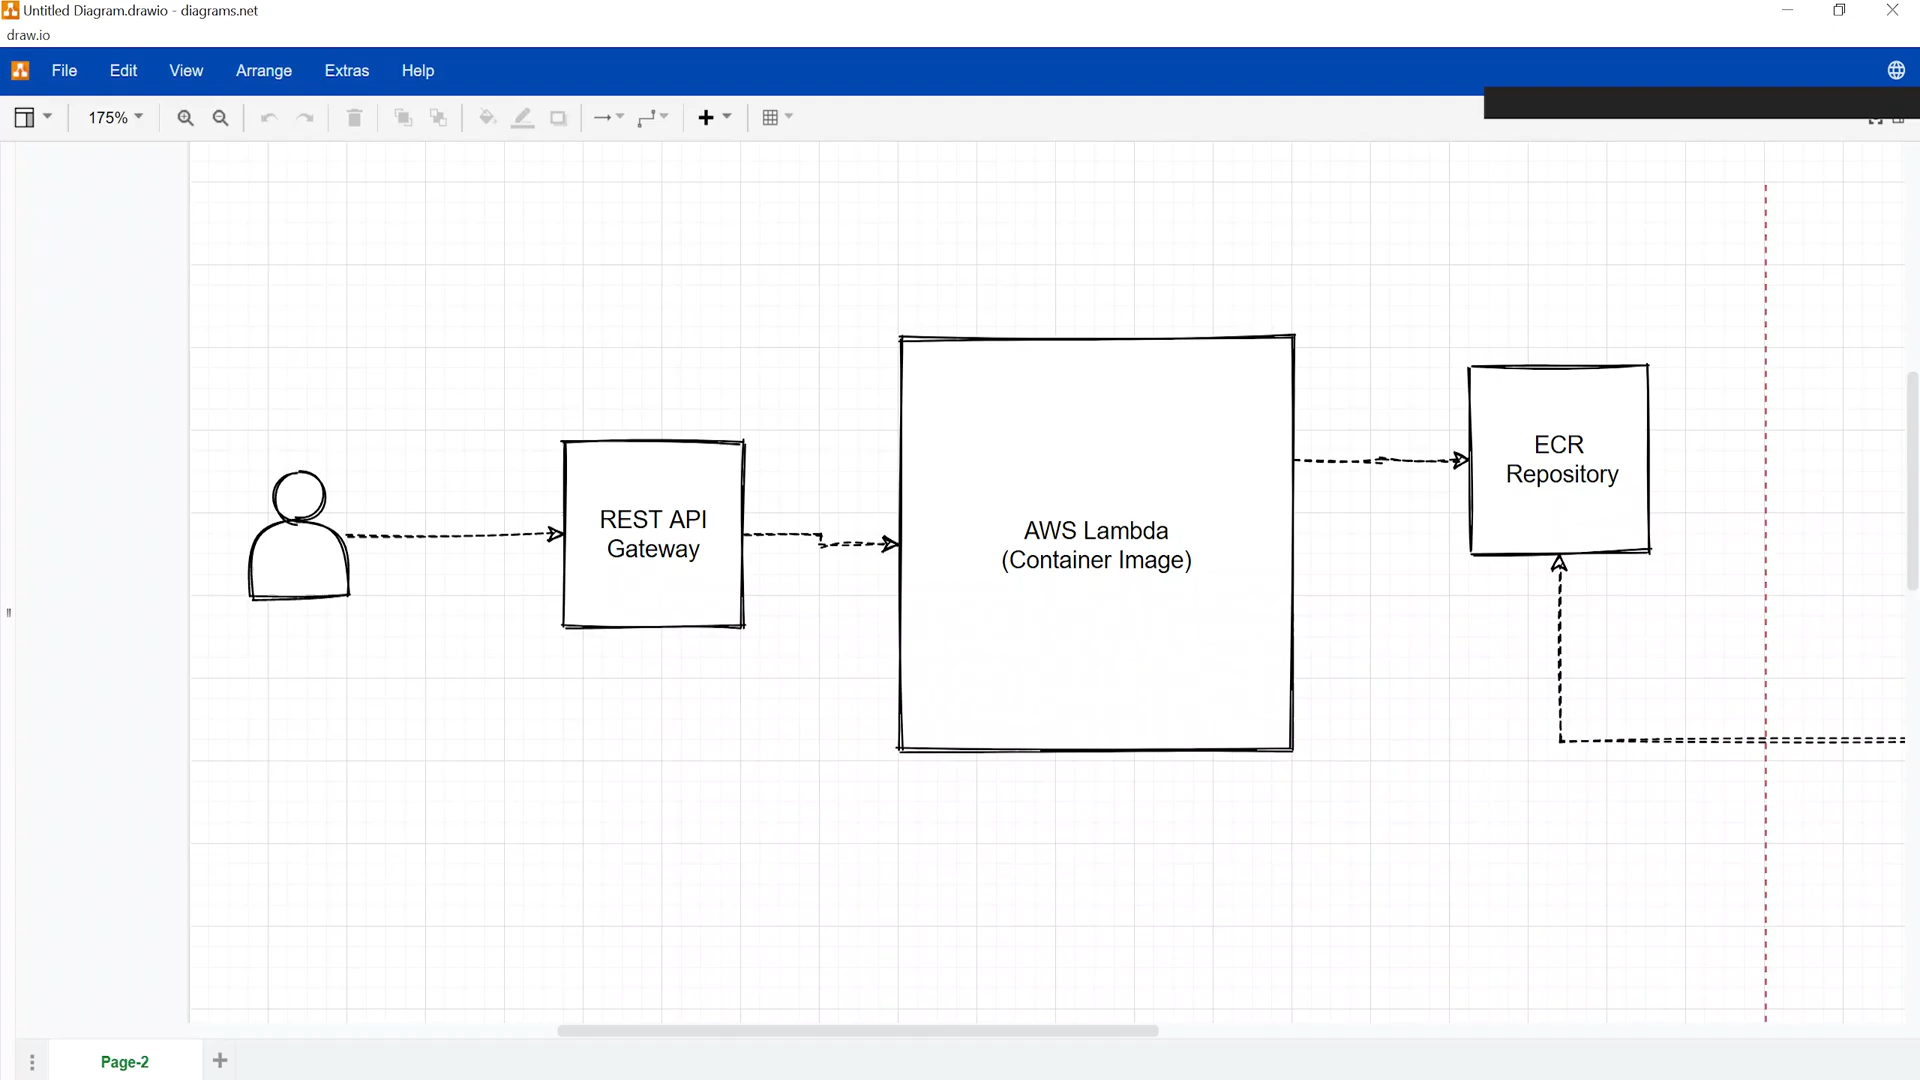 Untitled Diagram.drawio - diagrams.net
draw.io
File Edit View Arrange Extras Help
175%
REST API
Gateway
AWS Lambda
(Container Image)
ECR
Repository
Page-2